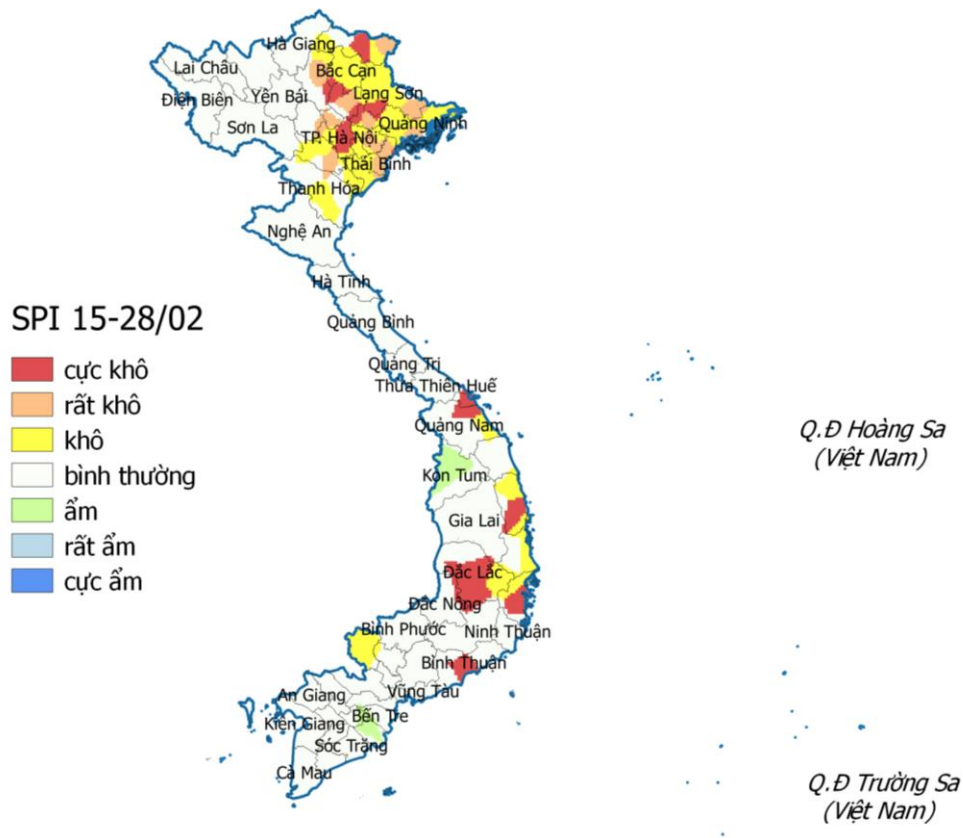 Hà Giang
Lai Châu
Bắc Cạn
Điện Biên
Yên Bái
Lạng Sơn
Sơn La
Quảng Ninh
TP. Hà Nội
Thái Bình
Thanh Hóa
Nghệ An
Hà Tĩnh
SPI 15-28/02
Quảng Bình
cực khô
Quảng Trị
Thừa Thiên Huế
rất khô
Quảng Nam
Q.Đ Hoàng Sa
(Việt Nam)
khô
bình thường
Kon Tum
ẩm
Gia Lai
rất ẩm
cực ẩm
Đắc Lắc
Đắc Nông
Bình Phước
Ninh Thuận
Bình Thuận
An Giang
Vũng Tàu
Kiên Giang
Bến Tre
Sóc Trăng
Cà Mau
Q.Đ Trường Sa
(Việt Nam)